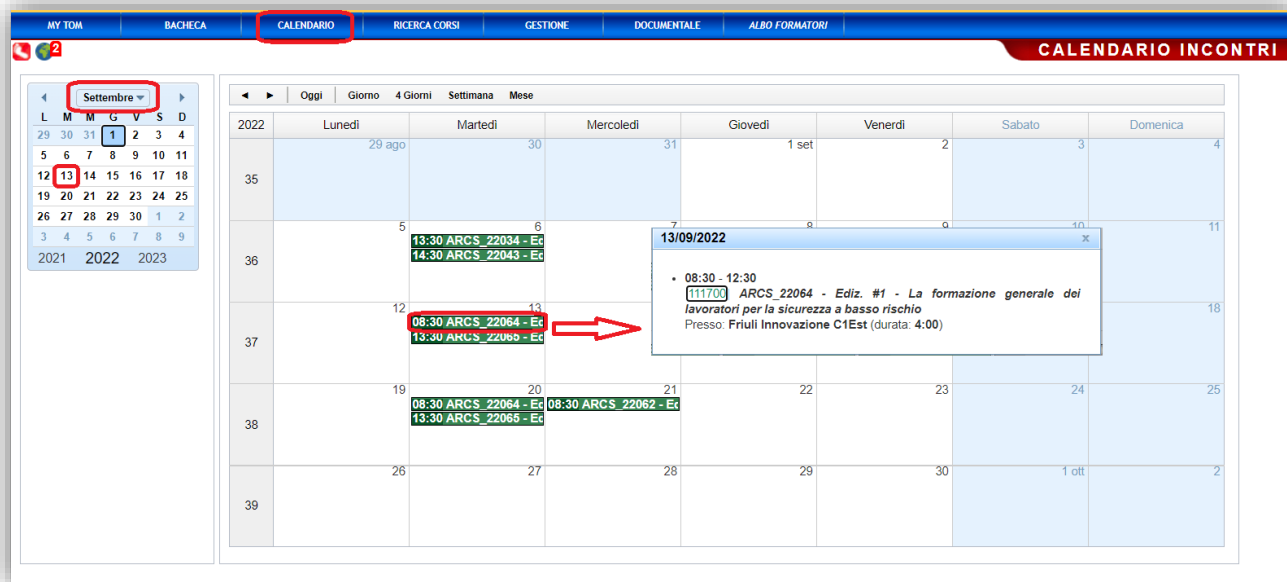 MY TOM BACHECA CALENDARIO RICERCA CORSI GESTIONE DOCUMENTALE ALBO FORMATORI
2
CALENDARIO INCONTRI
Settembre
L M M G V S D
29 30 31 1 2 3 4
5 6 7 8 9 10 11
12 13 14 15 16 17 18
19 20 21 22 23 24 25
26 27 28 29 30 1 2
3 4 5 6 7 8 9
2021 2022 2023
Oggi Giorno 4 Giorni Settimana Mese
2022 Lunedì Martedì Mercoledì Giovedì Venerdì Sabato Domenica
29 ago 30 31 1 set 2 3 4
35
5 6 7 8 9 10 11
13:30 ARCS_22034 - Ed
14:30 ARCS_22043 - Ed
36
13/09/2022 x
• 08:30 - 12:30
111700 ARCS_22064 - Ediz. #1 - La formazione generale dei
lavoratori per la sicurezza a basso rischio
Presso: Friuli Innovazione C1Est (durata: 4:00)
12 13 18
08:30 ARCS_22064 - Ed
13:30 ARCS_22065 - Ed
37
19 20 21 22 23 24 25
08:30 ARCS_22064 - Ed 08:30 ARCS_22062 - Ed
13:30 ARCS_22065 - Ed
38
26 27 28 29 30 1 ott 2
39